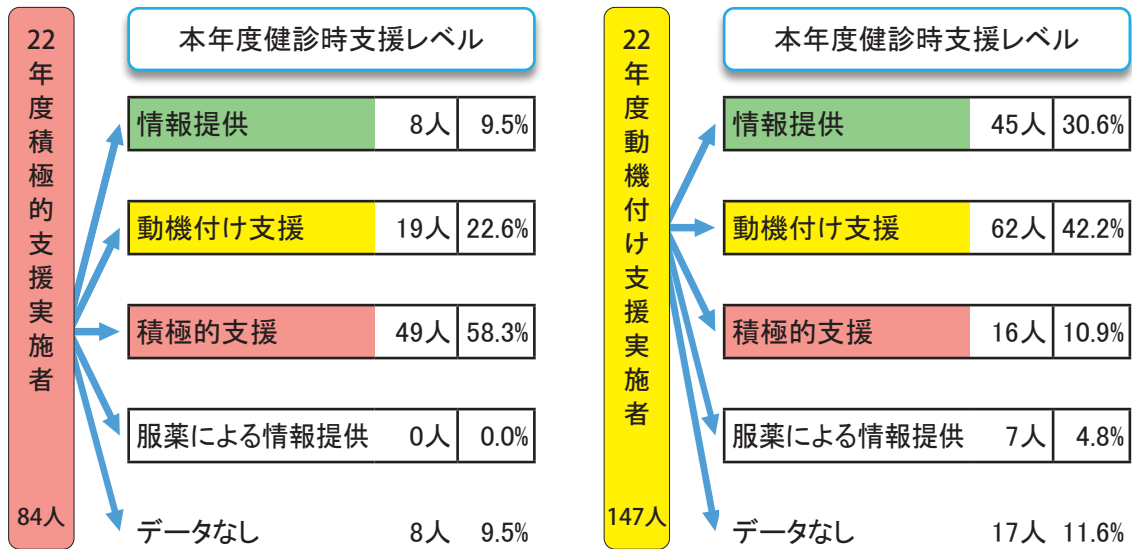 22年度積極的支援実施者
84人
本年度健診時支援レベル
情報提供 8人 9.5%
動機付け支援 19人 22.6%
積極的支援 49人 58.3%
服薬による情報提供 0人 0.0%
データなし 8人 9.5%
22年度動機付け支援実施者
147人
本年度健診時支援レベル
情報提供 45人 30.6%
動機付け支援 62人 42.2%
積極的支援 16人 10.9%
服薬による情報提供 7人 4.8%
データなし 17人 11.6%